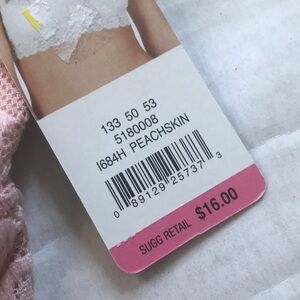 133 50 53
5180008
I684H PEACHSKIN
0 89129 25737 3
SUGG RETAIL $16.00